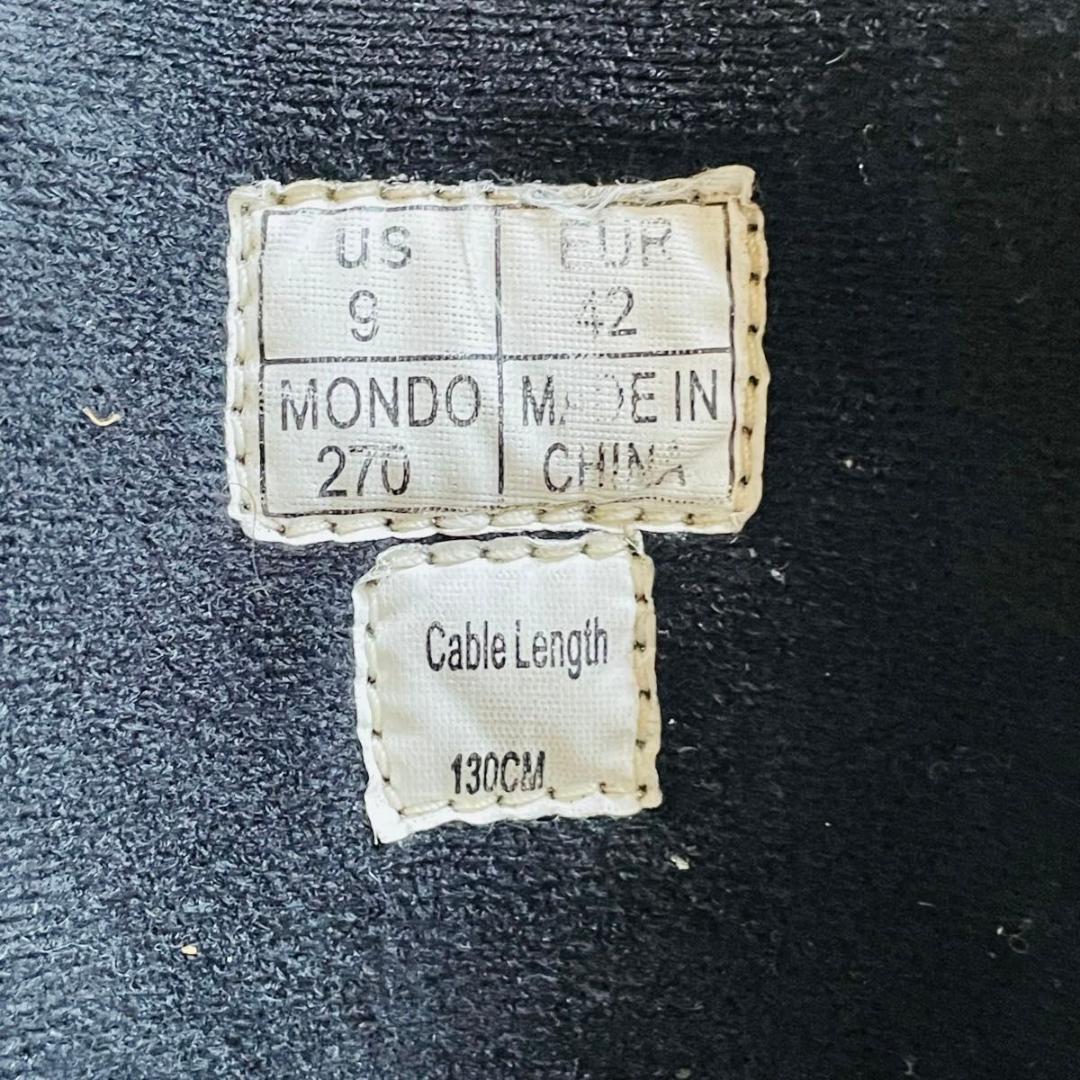 US
9
EUR
42
MONDO
270
MADE IN
CHINA
Cable Length
130CM